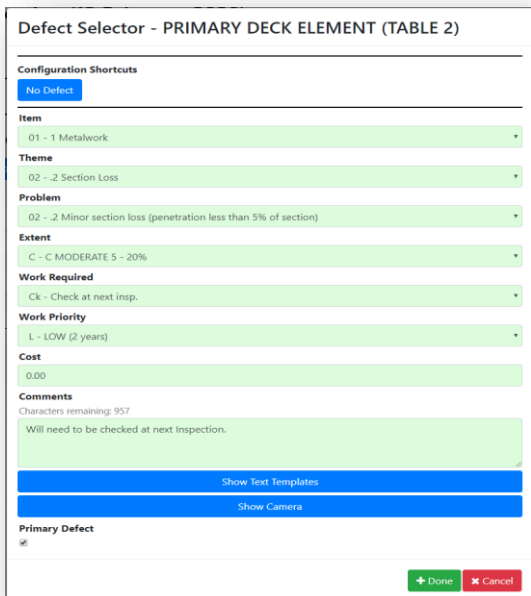 Defect Selector - PRIMARY DECK ELEMENT (TABLE 2)
Configuration Shortcuts
No Defect
Item
01 - 1 Metalwork
Theme
02 - .2 Section Loss
Problem
02 - .2 Minor section loss (penetration less than 5% of section)
Extent
C - C MODERATE 5 - 20%
Work Required
Ck - Check at next insp.
Work Priority
L - LOW (2 years)
Cost
0.00
Comments
Characters remaining: 957
Will need to be checked at next Inspection.
Show Text Templates
Show Camera
Primary Defect
Done
Cancel